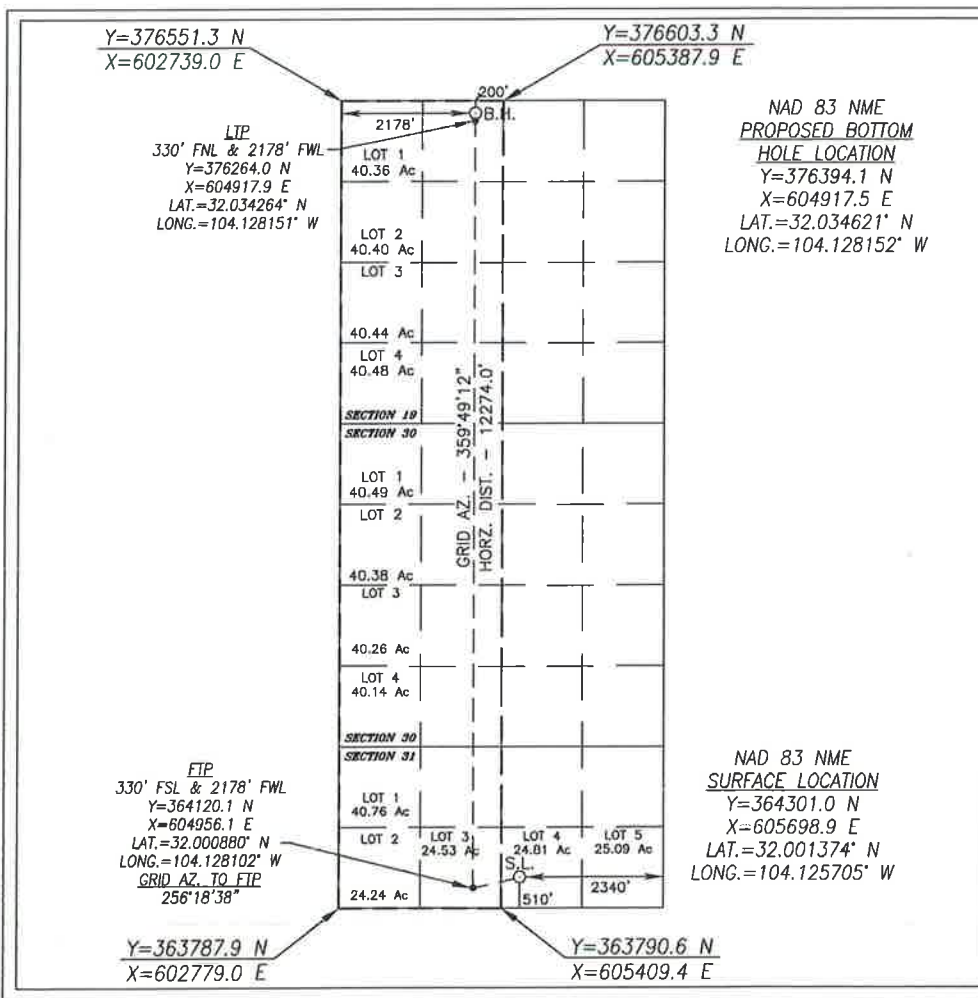 Y=376551.3 N
X=602739.0 E
Y=376603.3 N
X=605387.9 E
200'
B.H.
2178'
LTP
330' FNL & 2178' FWL
Y=376264.0 N
X=604917.9 E
LAT.=32.034264° N
LONG.=104.128151° W
NAD 83 NME
PROPOSED BOTTOM
HOLE LOCATION
Y=376394.1 N
X=604917.5 E
LAT.=32.034621° N
LONG.=104.128152° W
LOT 1
40.36 Ac
LOT 2
40.40 Ac
LOT 3
40.44 Ac
LOT 4
40.48 Ac
SECTION 19
SECTION 30
LOT 1
40.49 Ac
LOT 2
40.38 Ac
LOT 3
40.26 Ac
LOT 4
40.14 Ac
GRID AZ. - 359°49'12"
HORZ. DIST. - 12274.0'
SECTION 30
SECTION 31
LOT 1
40.76 Ac
LOT 2
24.24 Ac
LOT 3
24.53 Ac
LOT 4
24.81 Ac
LOT 5
25.09 Ac
S.L.
2340'
510'
FTP
330' FSL & 2178' FWL
Y=364120.1 N
X=604956.1 E
LAT.=32.000880° N
LONG.=104.128102° W
GRID AZ. TO FTP
256°18'38"
NAD 83 NME
SURFACE LOCATION
Y=364301.0 N
X=605698.9 E
LAT.=32.001374° N
LONG.=104.125705° W
Y=363787.9 N
X=602779.0 E
Y=363790.6 N
X=605409.4 E